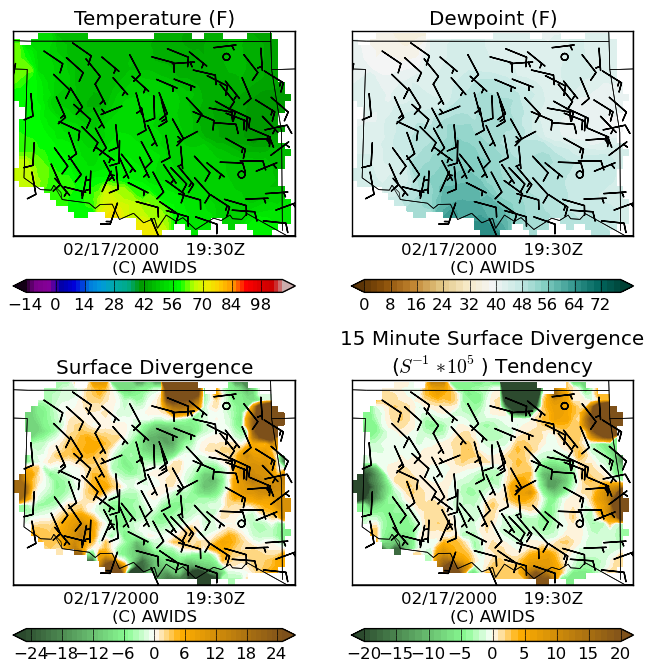 Temperature (F)
Dewpoint (F)
02/17/2000 19:30Z
(C) AWIDS
−14 0 14 28 42 56 70 84 98
02/17/2000 19:30Z
(C) AWIDS
0 8 16 24 32 40 48 56 64 72
Surface Divergence
15 Minute Surface Divergence
(S⁻¹ *10⁵ ) Tendency
02/17/2000 19:30Z
(C) AWIDS
−24 −18 −12 −6 0 6 12 18 24
02/17/2000 19:30Z
(C) AWIDS
−20 −15 −10 −5 0 5 10 15 20